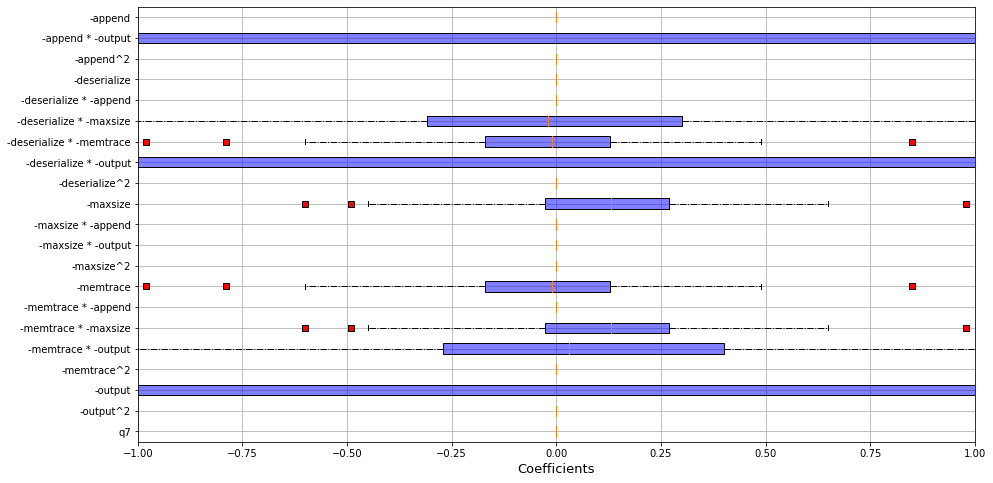 -append
-append * -output
-append^2
-deserialize
-deserialize * -append
-deserialize * -maxsize
-deserialize * -memtrace
-deserialize * -output
-deserialize^2
-maxsize
-maxsize * -append
-maxsize * -output
-maxsize^2
-memtrace
-memtrace * -append
-memtrace * -maxsize
-memtrace * -output
-memtrace^2
-output
-output^2
q7
−1.00 −0.75 −0.50 −0.25 0.00 0.25 0.50 0.75 1.00
Coefficients